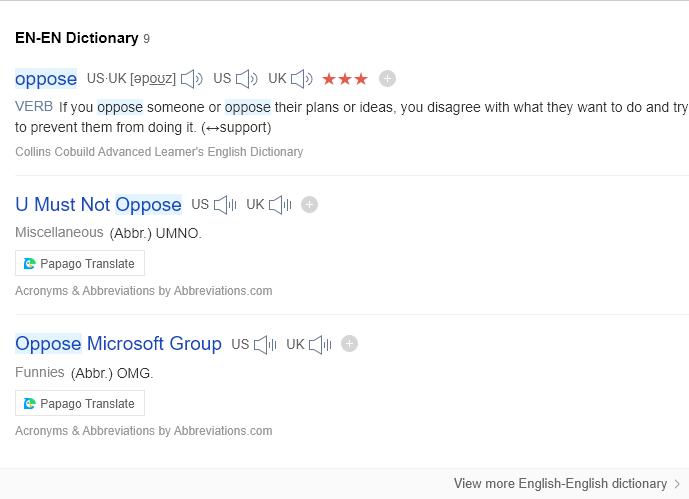 EN-EN Dictionary 9
oppose US·UK [əpoʊz] US UK ★★★
VERB If you oppose someone or oppose their plans or ideas, you disagree with what they want to do and try
to prevent them from doing it. (↔support)
Collins Cobuild Advanced Learner's English Dictionary
U Must Not Oppose US UK
Miscellaneous (Abbr.) UMNO.
Papago Translate
Acronyms & Abbreviations by Abbreviations.com
Oppose Microsoft Group US UK
Funnies (Abbr.) OMG.
Papago Translate
Acronyms & Abbreviations by Abbreviations.com
View more English-English dictionary >